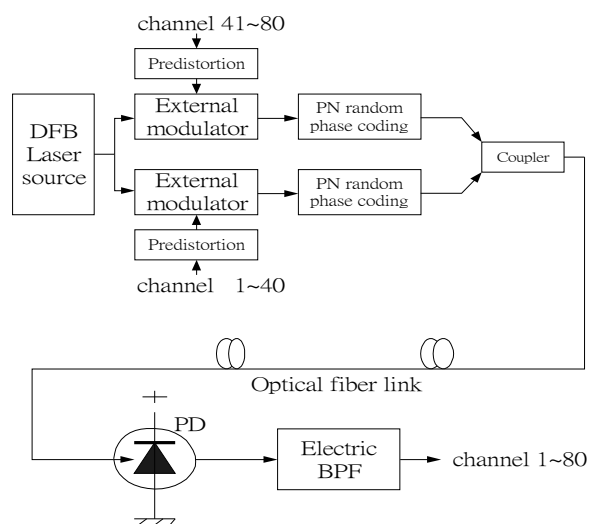 channel 41~80
Predistortion
DFB
Laser
source
External
modulator
PN random
phase coding
Coupler
External
modulator
PN random
phase coding
Predistortion
channel 1~40
Optical fiber link
PD
Electric
BPF
channel 1~80